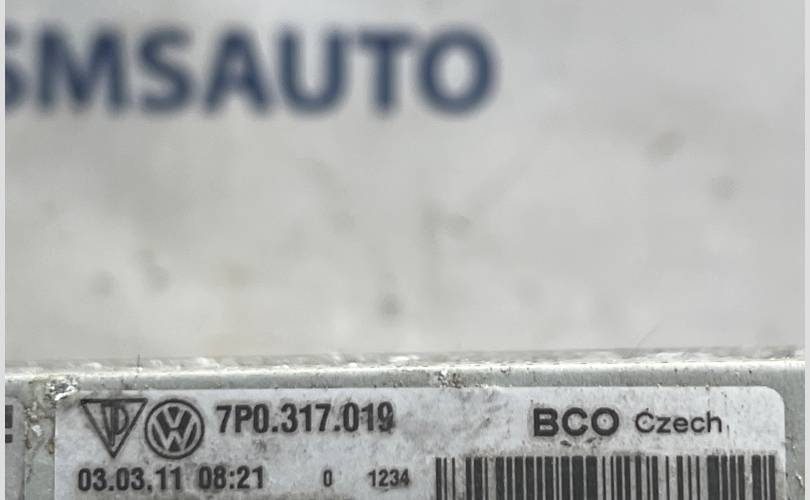 SMSAUTO
7P0.317.019 BCO Czech
03.03.11 08:21 0 1234